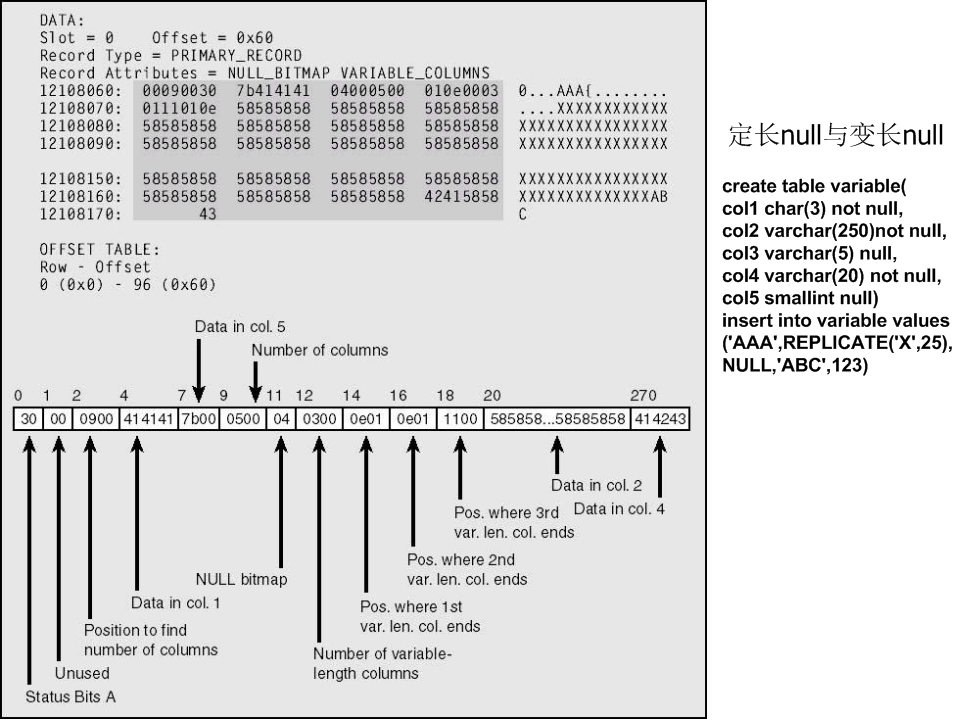 DATA:
Slot = 0    Offset = 0x60
Record Type = PRIMARY_RECORD
Record Attributes = NULL_BITMAP VARIABLE_COLUMNS
12108060:  00090030  7b414141  04000500  010e0003  0...AAA{........
12108070:  0111010e  58585858  58585858  58585858  ....XXXXXXXXXXXX
12108080:  58585858  58585858  58585858  58585858  XXXXXXXXXXXXXXXX
12108090:  58585858  58585858  58585858  58585858  XXXXXXXXXXXXXXXX
12108150:  58585858  58585858  58585858  58585858  XXXXXXXXXXXXXXXX
12108160:  58585858  58585858  58585858  42415858  XXXXXXXXXXXXXXAB
12108170:  43  C
OFFSET TABLE:
Row - Offset
0 (0x0) - 96 (0x60)
Data in col. 5
Number of columns
0 1 2 4 7 9 11 12 14 16 18 20 270
30 00 0900 414141 7b00 0500 04 0300 0e01 0e01 1100 585858...58585858 414243
Data in col. 2
Data in col. 4
Pos. where 3rd
var. len. col. ends
Pos. where 2nd
var. len. col. ends
NULL bitmap
Data in col. 1
Pos. where 1st
var. len. col. ends
Position to find
number of columns
Number of variable-
length columns
Unused
Status Bits A
定长null与变长null
create table variable(
col1 char(3) not null,
col2 varchar(250)not null,
col3 varchar(5) null,
col4 varchar(20) not null,
col5 smallint null)
insert into variable values
('AAA',REPLICATE('X',25),
NULL,'ABC',123)